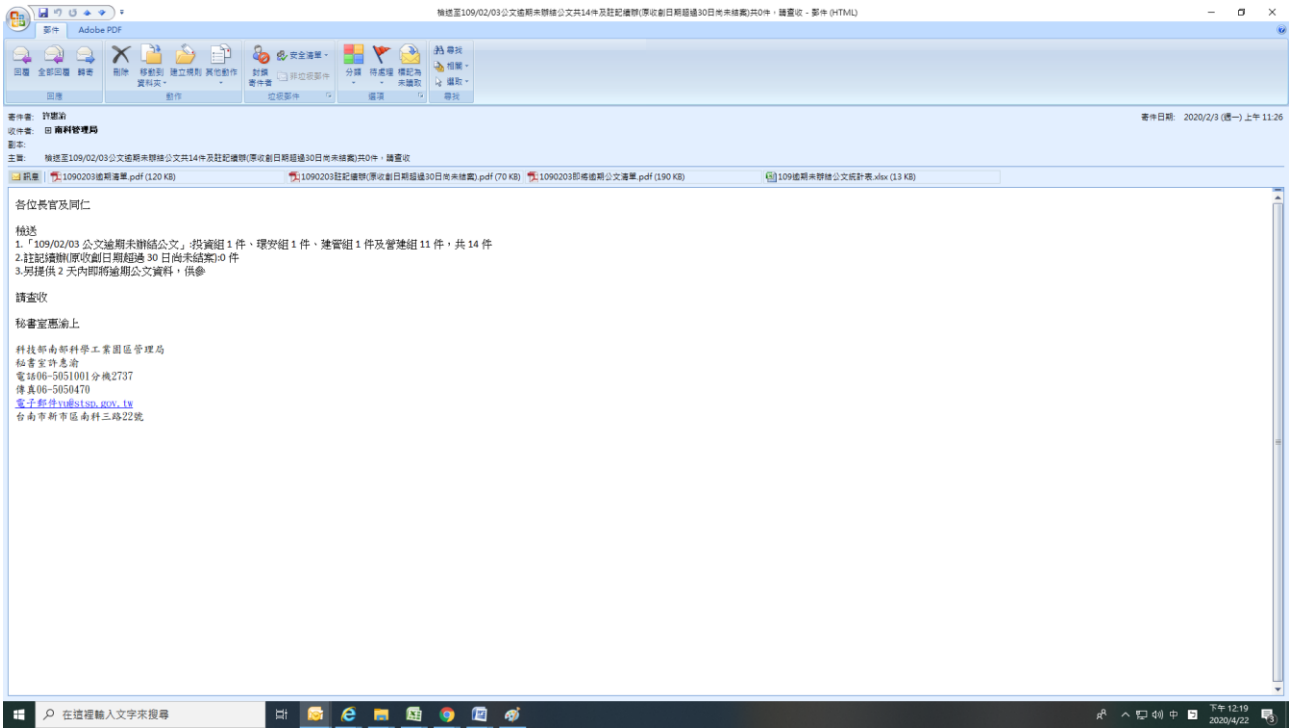 檢送至109/02/03公文逾期未辦結公文共14件及註記續辦(原收創日期超過30日尚未結案)共0件，請查收 - 郵件 (HTML)
郵件 Adobe PDF
回覆 全部回覆 轉寄 刪除 移動到資料夾 建立規則 其他動作 封鎖寄件者 安全清單 非垃圾郵件 分類 待處理 標記為未讀取 尋找 相關 選取
回應 動作 垃圾郵件 選項 尋找
寄件者: 許惠渝 寄件日期: 2020/2/3 (週一) 上午 11:26
收件者: 南科管理局
副本:
主旨: 檢送至109/02/03公文逾期未辦結公文共14件及註記續辦(原收創日期超過30日尚未結案)共0件，請查收
訊息 1090203逾期清單.pdf (120 KB) 1090203註記續辦(原收創日期超過30日尚未結案).pdf (70 KB) 1090203即將逾期公文清單.pdf (190 KB) 109逾期未辦結公文統計表.xlsx (13 KB)
各位長官及同仁
檢送
1.「109/02/03 公文逾期未辦結公文」:投資組 1 件、環安組 1 件、建管組 1 件及營建組 11 件，共 14 件
2.註記續辦(原收創日期超過 30 日尚未結案):0 件
3.另提供 2 天內即將逾期公文資料，供參
請查收
秘書室惠渝上
科技部南部科學工業園區管理局
秘書室許惠渝
電話06-5051001分機2737
傳真06-5050470
電子郵件yu@stsp.gov.tw
台南市新市區南科三路22號
在這裡輸入文字來搜尋
中
下午 12:19
2020/4/22